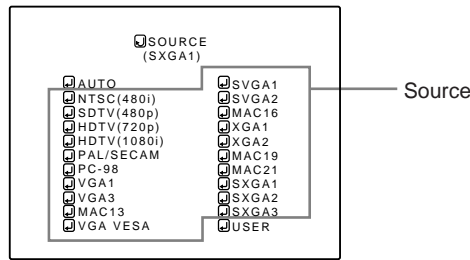 SOURCE
(SXGA1)
AUTO
NTSC(480i)
SDTV(480p)
HDTV(720p)
HDTV(1080i)
PAL/SECAM
PC-98
VGA1
VGA3
MAC13
VGA VESA
SVGA1
SVGA2
MAC16
XGA1
XGA2
MAC19
MAC21
SXGA1
SXGA2
SXGA3
USER
Source